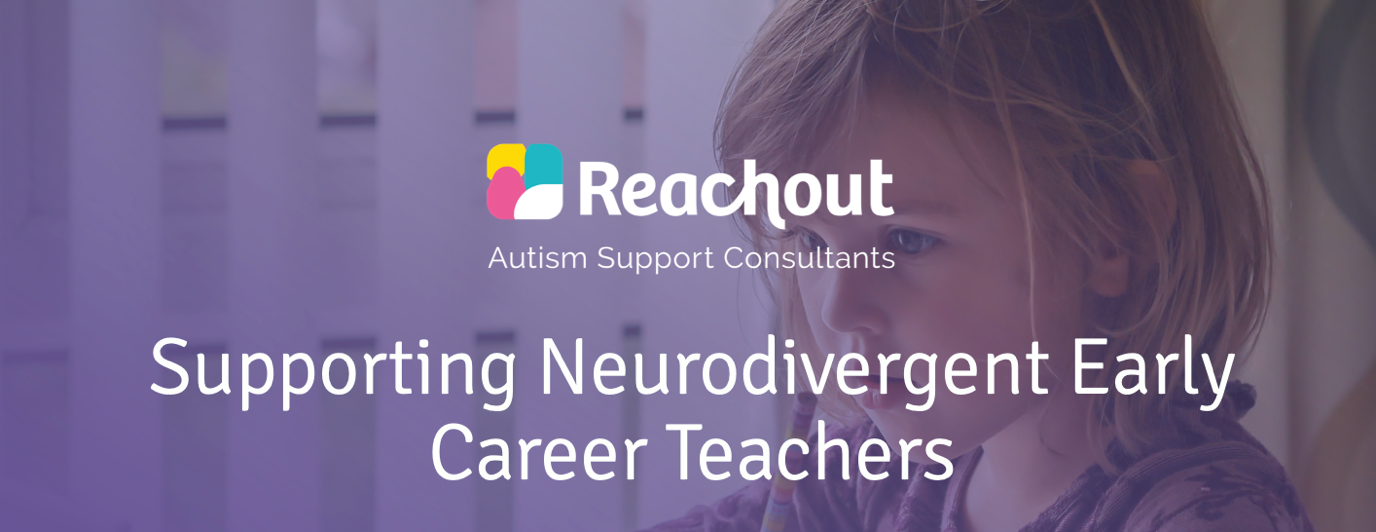 Reachout
Autism Support Consultants
Supporting Neurodivergent Early
Career Teachers